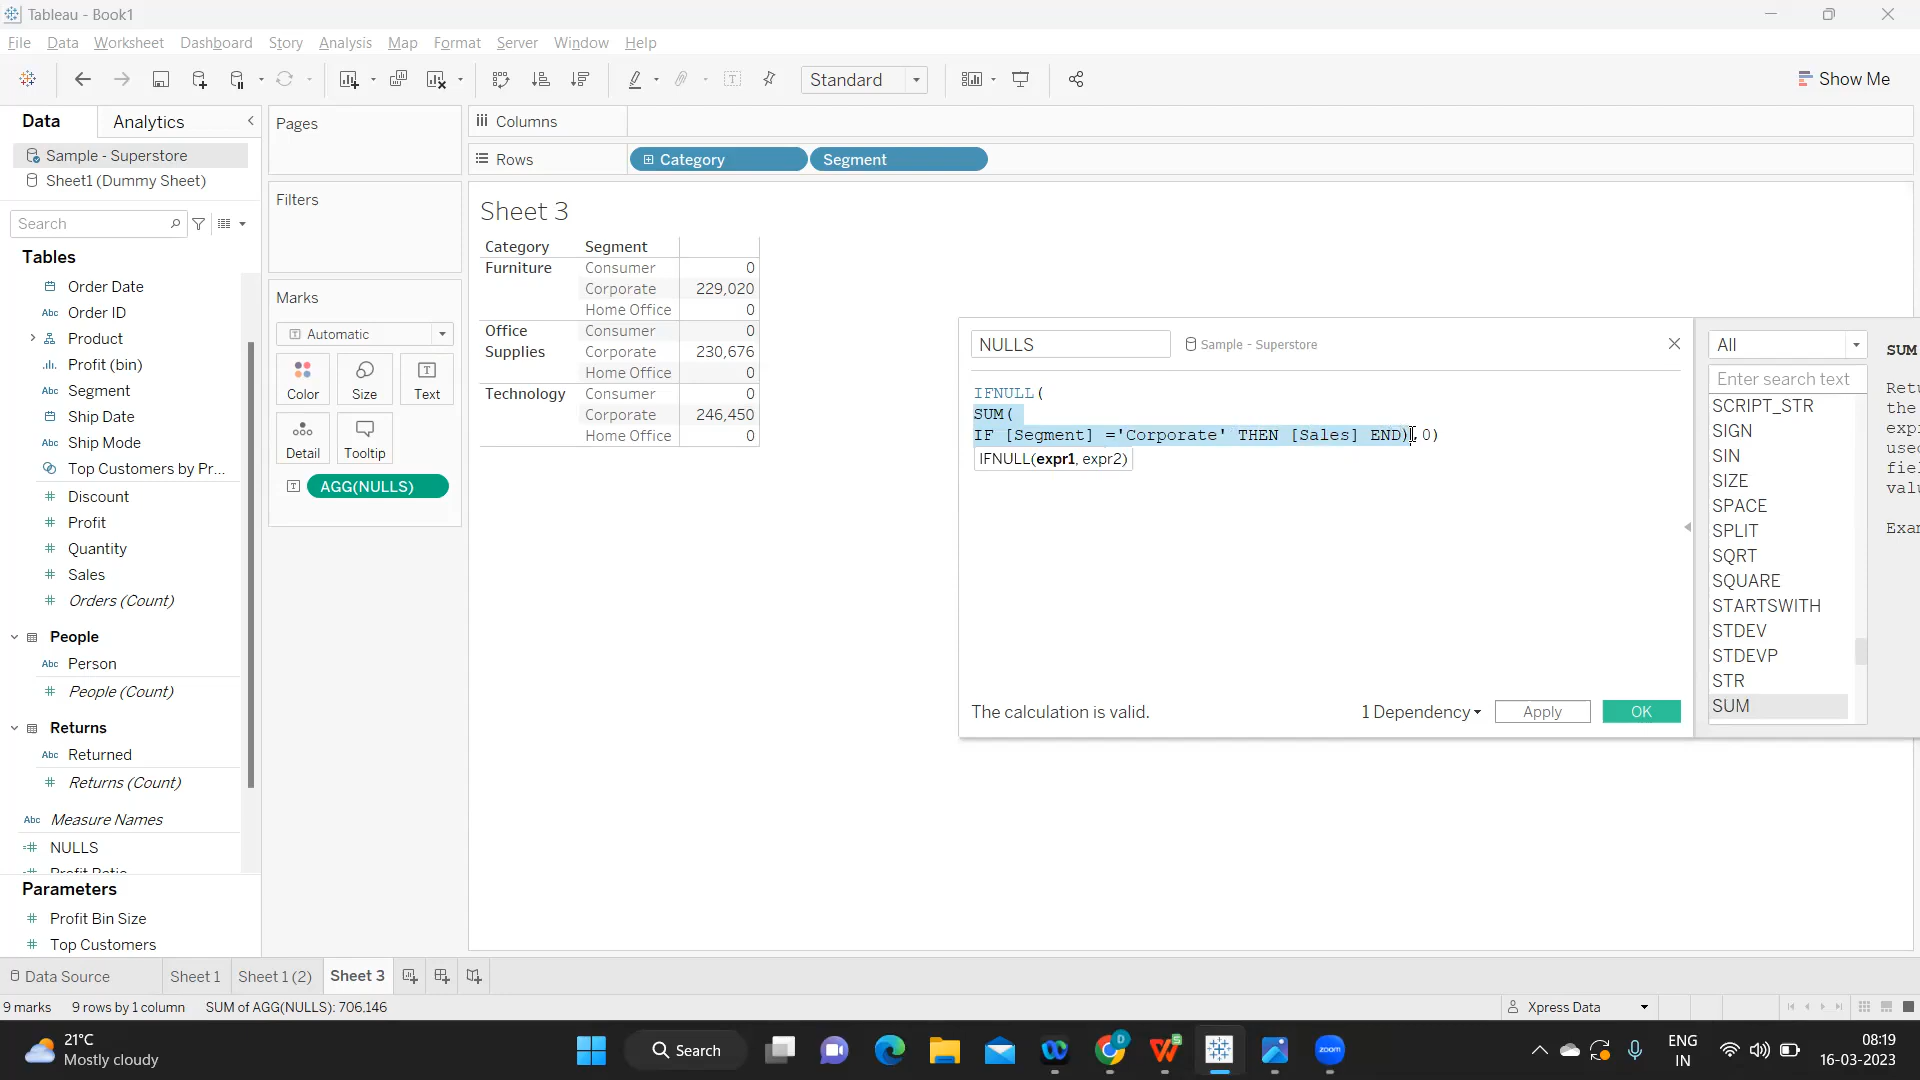 Tableau - Book1
File Data Worksheet Dashboard Story Analysis Map Format Server Window Help
Standard
Show Me
Data Analytics
Sample - Superstore
Sheet1 (Dummy Sheet)
Search
Tables
Order Date
Abc Order ID
Product
Profit (bin)
Abc Segment
Ship Date
Abc Ship Mode
Top Customers by Pr...
Discount
Profit
Quantity
Sales
Orders (Count)
People
Abc Person
People (Count)
Returns
Abc Returned
Returns (Count)
Abc Measure Names
NULLS
Parameters
Profit Bin Size
Top Customers
Pages
Filters
Marks
Automatic
Color Size Text
Detail Tooltip
AGG(NULLS)
Columns
Rows Category Segment
Sheet 3
Category Segment
Furniture Consumer 0
Corporate 229,020
Home Office 0
Office Consumer 0
Supplies Corporate 230,676
Home Office 0
Technology Consumer 0
Corporate 246,450
Home Office 0
NULLS Sample - Superstore
IFNULL(
SUM(
IF [Segment] ='Corporate' THEN [Sales] END),0)
IFNULL(expr1, expr2)
The calculation is valid. 1 Dependency Apply OK
All
Enter search text
SCRIPT_STR
SIGN
SIN
SIZE
SPACE
SPLIT
SQRT
SQUARE
STARTSWITH
STDEV
STDEVP
STR
SUM
SUM
the
Data Source Sheet 1 Sheet 1 (2) Sheet 3
9 marks 9 rows by 1 column SUM of AGG(NULLS): 706,146
Xpress Data
21°C
Mostly cloudy
Search
zoom
ENG
IN
08:19
16-03-2023